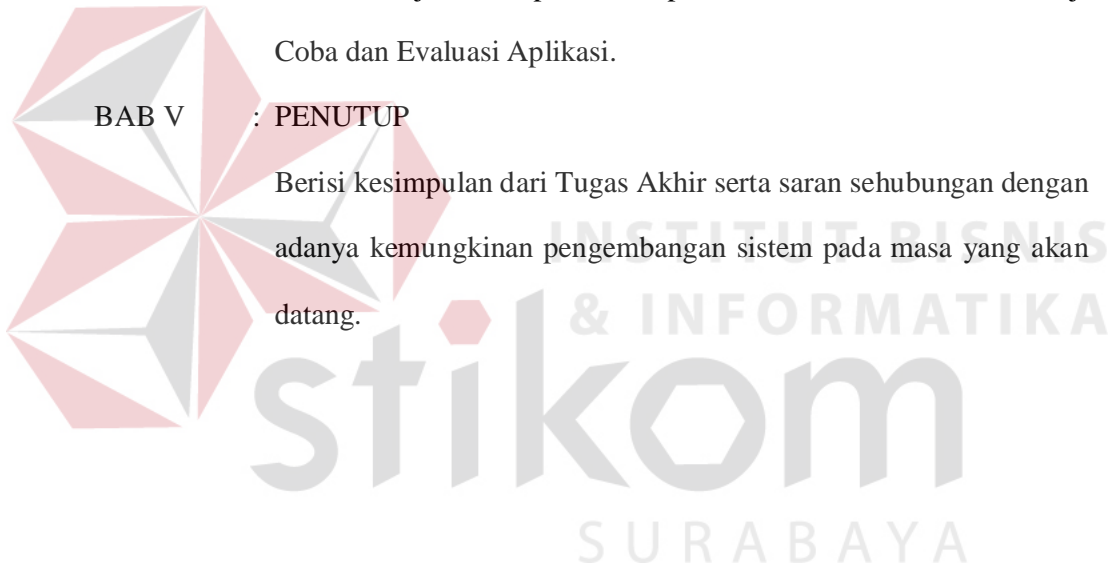 Coba dan Evaluasi Aplikasi.
BAB V : PENUTUP
Berisi kesimpulan dari Tugas Akhir serta saran sehubungan dengan
adanya kemungkinan pengembangan sistem pada masa yang akan
datang.
INSTITUT BISNIS
& INFORMATIKA
stikom
SURABAYA